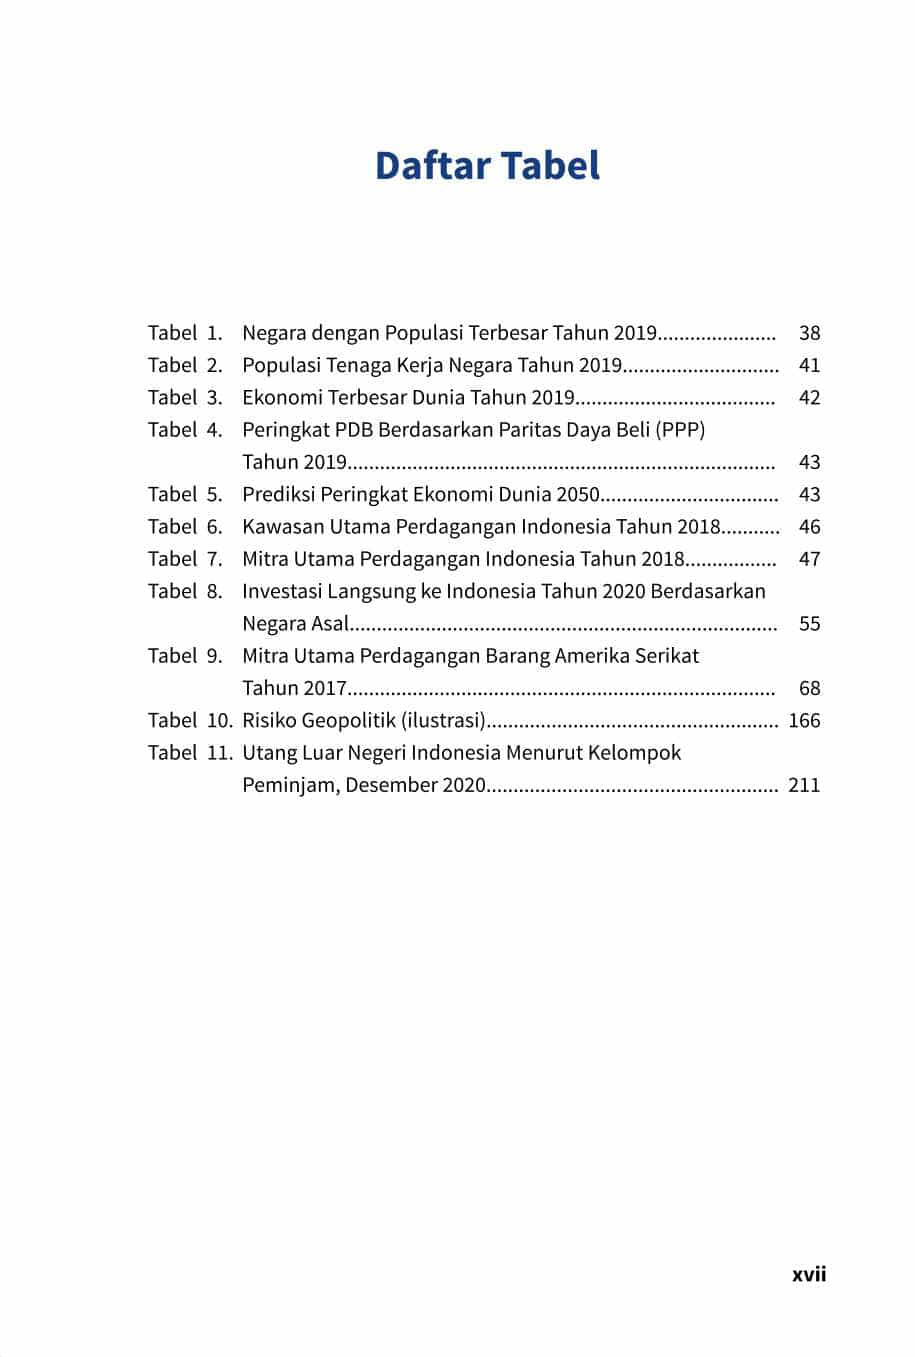 Daftar Tabel
Tabel 1. Negara dengan Populasi Terbesar Tahun 2019...................... 38
Tabel 2. Populasi Tenaga Kerja Negara Tahun 2019............................. 41
Tabel 3. Ekonomi Terbesar Dunia Tahun 2019..................................... 42
Tabel 4. Peringkat PDB Berdasarkan Paritas Daya Beli (PPP)
Tahun 2019............................................................................... 43
Tabel 5. Prediksi Peringkat Ekonomi Dunia 2050................................. 43
Tabel 6. Kawasan Utama Perdagangan Indonesia Tahun 2018........... 46
Tabel 7. Mitra Utama Perdagangan Indonesia Tahun 2018................. 47
Tabel 8. Investasi Langsung ke Indonesia Tahun 2020 Berdasarkan
Negara Asal............................................................................... 55
Tabel 9. Mitra Utama Perdagangan Barang Amerika Serikat
Tahun 2017............................................................................... 68
Tabel 10. Risiko Geopolitik (ilustrasi)...................................................... 166
Tabel 11. Utang Luar Negeri Indonesia Menurut Kelompok
Peminjam, Desember 2020...................................................... 211
xvii